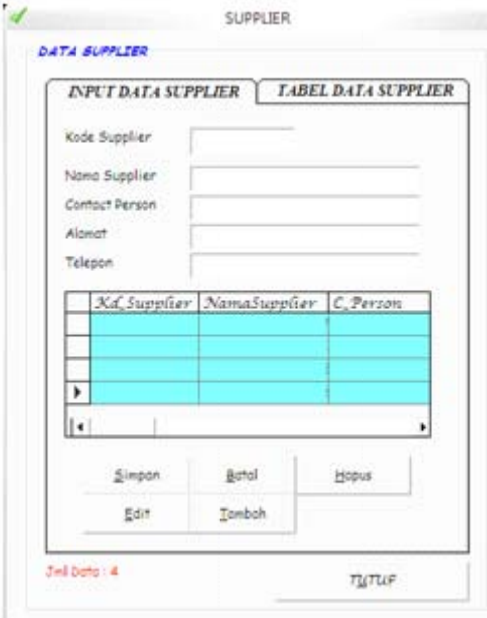 SUPPLIER
DATA SUPPLIER
INPUT DATA SUPPLIER TABEL DATA SUPPLIER
Kode Supplier
Nama Supplier
Contact Person
Alamat
Telepon
Kd_Supplier NamaSupplier C_Person
Simpan Batal Hapus
Edit Tambah
Jml Data : 4
TUTUP